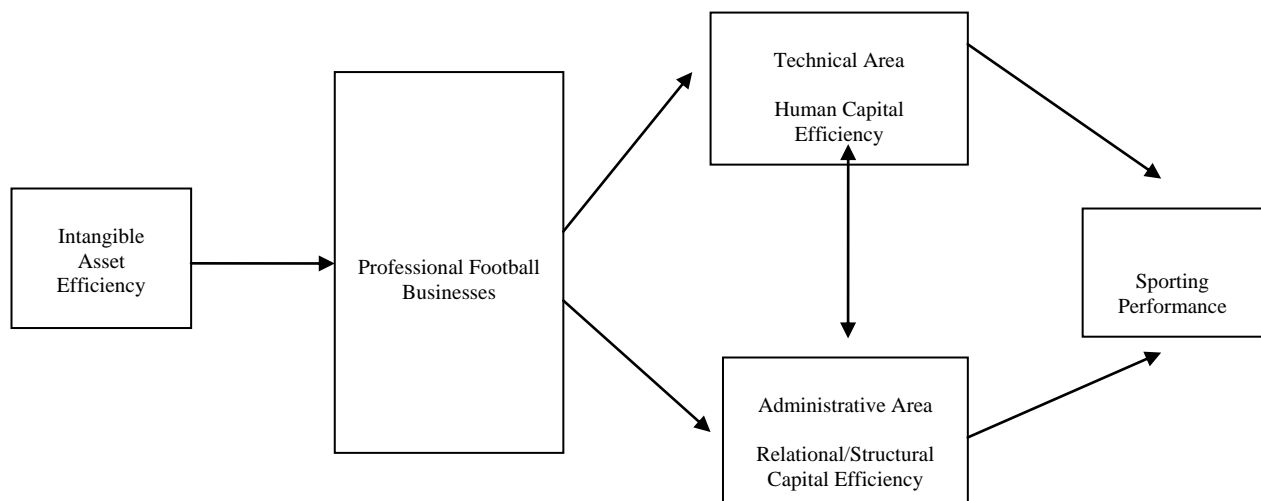 Intangible
Asset
Efficiency
Professional Football
Businesses
Technical Area
Human Capital
Efficiency
Administrative Area
Relational/Structural
Capital Efficiency
Sporting
Performance